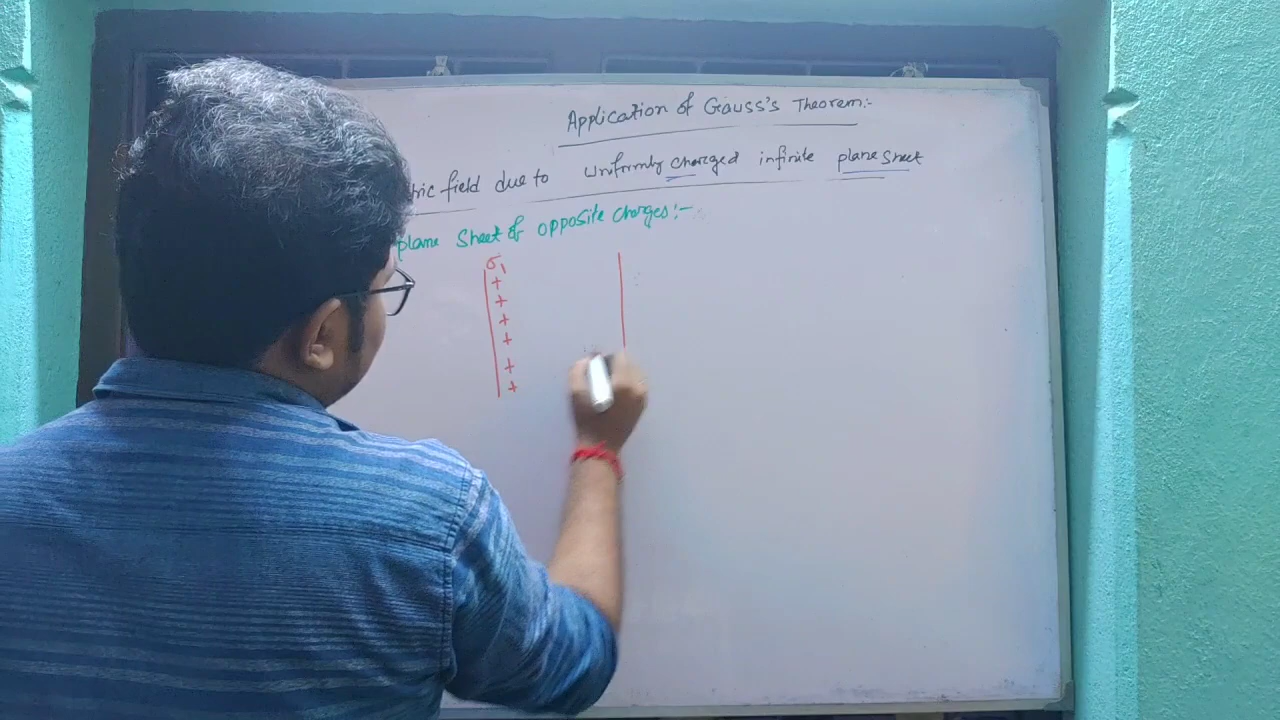 Application of Gauss's Theorem:-
tric field due to uniformly charged infinite plane sheet
plane sheet of opposite charges:-
σ1
+
+
+
+
+
+